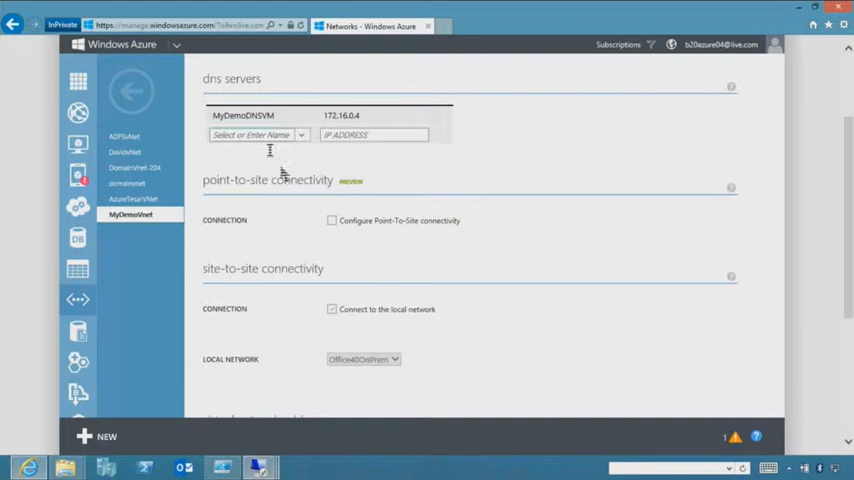 InPrivate
https://manage.windowsazure.com/
Networks - Windows Azure
Windows Azure
Subscriptions
b20azure04@live.com
dns servers
MyDemoDNSVM 172.16.0.4
Select or Enter Name IP ADDRESS
ADFSvNet
DavidvNet
DomainVnet-204
domainvnet
MyDemoVnet
point-to-site connectivity PREVIEW
CONNECTION Configure Point-To-Site connectivity
site-to-site connectivity
CONNECTION Connect to the local network
LOCAL NETWORK Office4DOnPrem
NEW
1